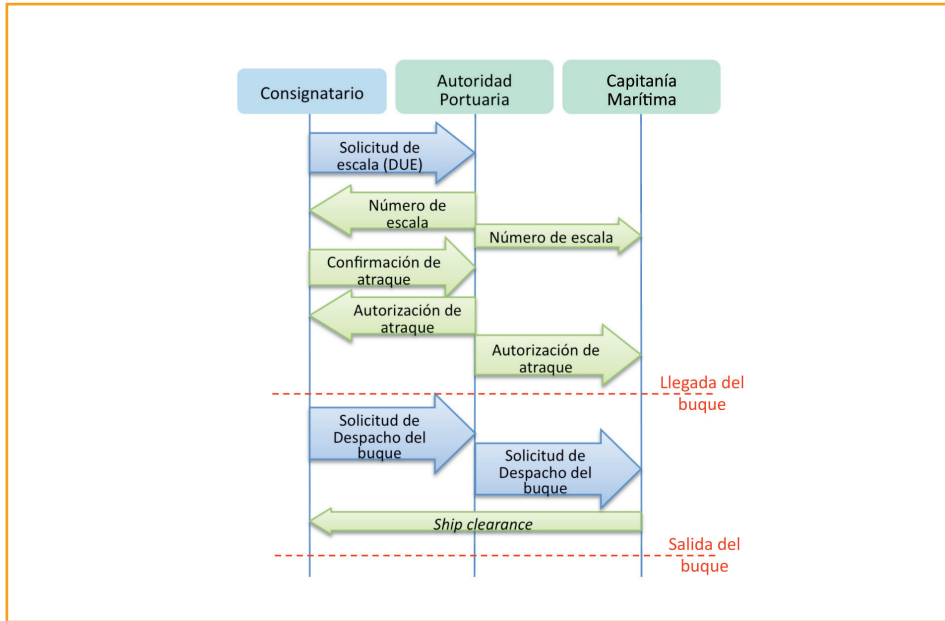 Consignatario
Autoridad
Portuaria
Capitanía
Marítima
Solicitud de
escala (DUE)
Número de
escala
Número de escala
Confirmación de
atraque
Autorización de
atraque
Autorización de
atraque
Llegada del
buque
Solicitud de
Despacho del
buque
Solicitud de
Despacho del
buque
Ship clearance
Salida del
buque